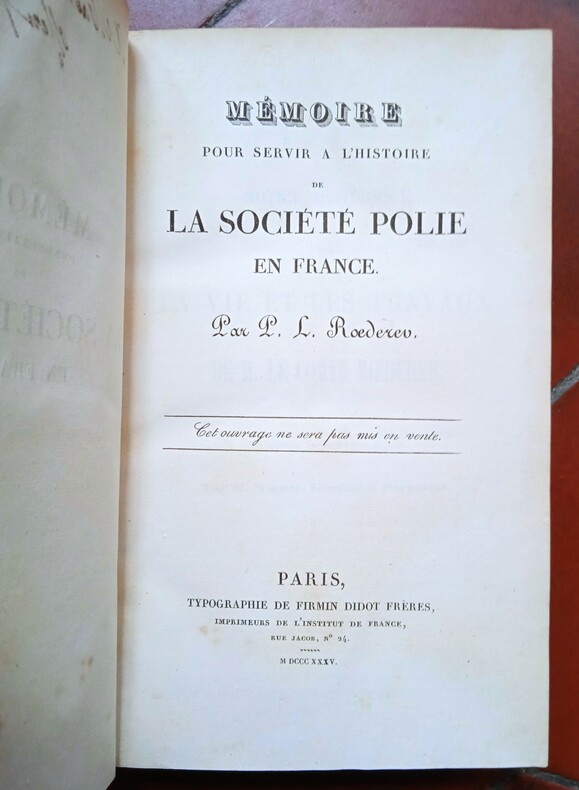 MÉMOIRE
POUR SERVIR A L'HISTOIRE
DE
LA SOCIÉTÉ POLIE
EN FRANCE.
Par P. L. Rœderer.
Cet ouvrage ne sera pas mis en vente.
PARIS,
TYPOGRAPHIE DE FIRMIN DIDOT FRÈRES,
IMPRIMEURS DE L'INSTITUT DE FRANCE,
RUE JACOB, Nº 24.
M DCCC XXXV.